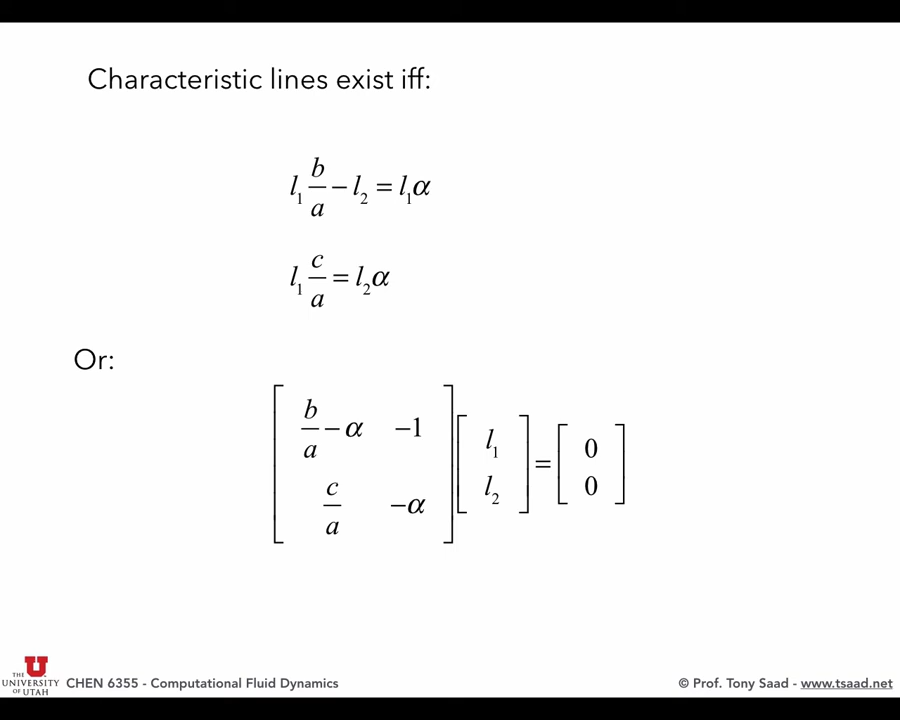 Characteristic lines exist iff:
l₁ b/a − l₂ = l₁α
l₁ c/a = l₂α
Or:
[ b/a − α   −1 ] [ l₁ ] = [ 0 ]
[ c/a   −α ] [ l₂ ]   [ 0 ]
THE
UNIVERSITY
OF UTAH
CHEN 6355 - Computational Fluid Dynamics
© Prof. Tony Saad - www.tsaad.net